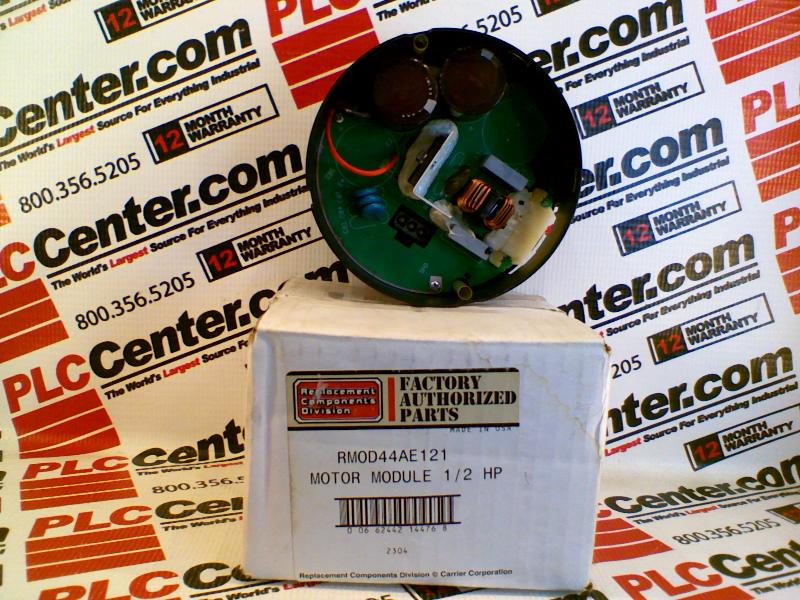 PLCCenter.com
The World's Largest Source For Everything Industrial
800.356.5205
12 MONTH WARRANTY
Replacement
Components
Division
FACTORY
AUTHORIZED
PARTS
MADE IN USA
RMOD44AE121
MOTOR MODULE 1/2 HP
0 06 62442 14476 8
2304
Replacement Components Division © Carrier Corporation